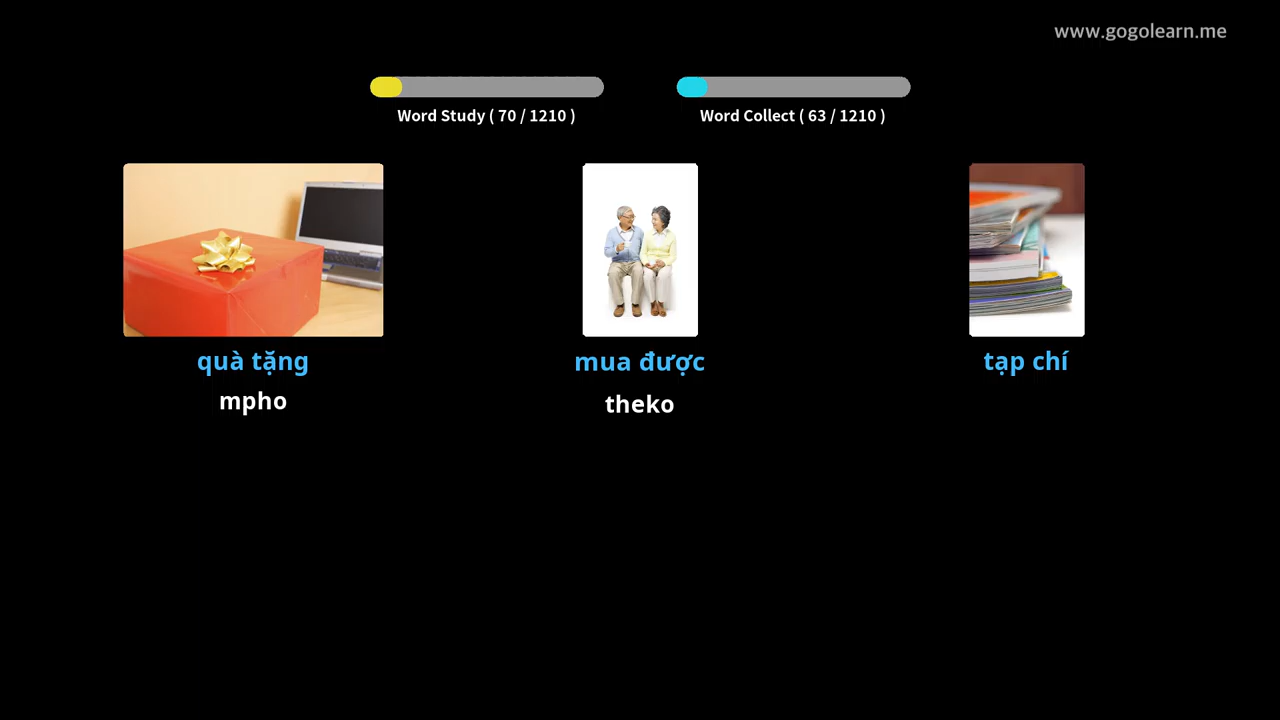 www.gogolearn.me
Word Study ( 70 / 1210 )
Word Collect ( 63 / 1210 )
quà tặng
mua được
tạp chí
mpho
theko